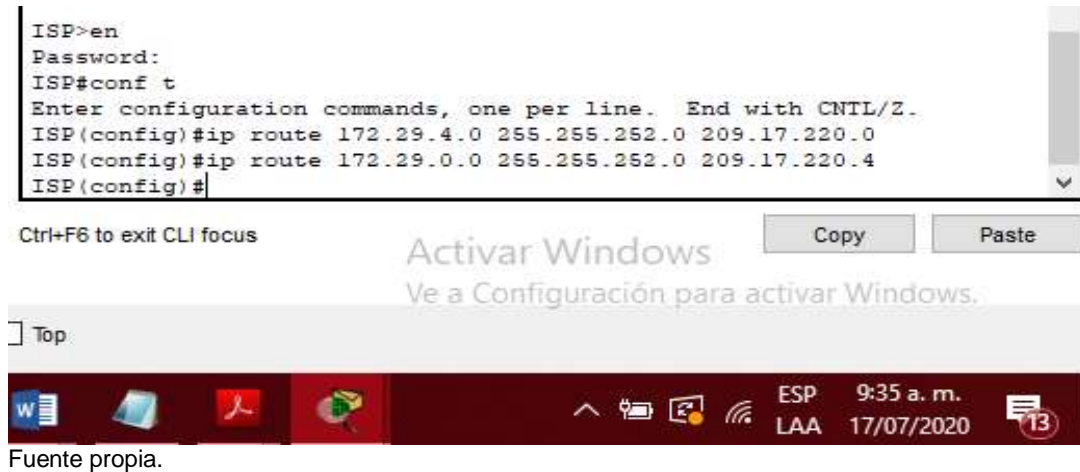 ISP>en
Password:
ISP#conf t
Enter configuration commands, one per line.  End with CNTL/Z.
ISP(config)#ip route 172.29.4.0 255.255.252.0 209.17.220.0
ISP(config)#ip route 172.29.0.0 255.255.252.0 209.17.220.4
ISP(config)#
Ctrl+F6 to exit CLI focus
Copy
Paste
Activar Windows
Ve a Configuración para activar Windows.
Top
ESP 9:35 a. m.
LAA 17/07/2020
13
Fuente propia.